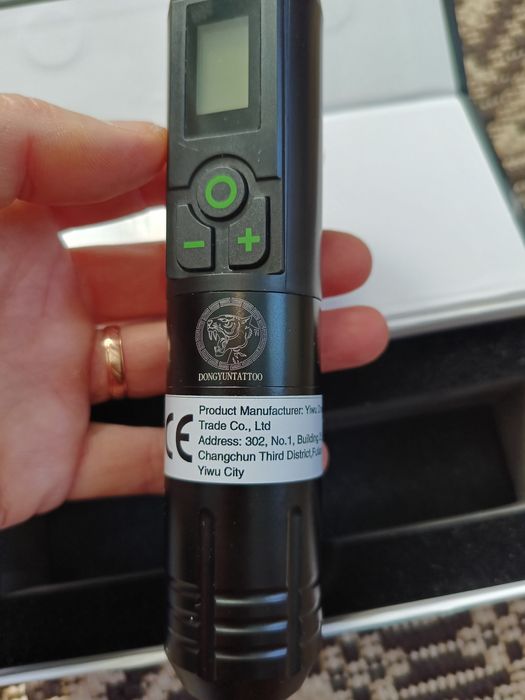 DONGYUNTATTOO
CE
Product Manufacturer: Yiwu
Trade Co., Ltd
Address: 302, No.1, Building
Changchun Third District,
Yiwu City